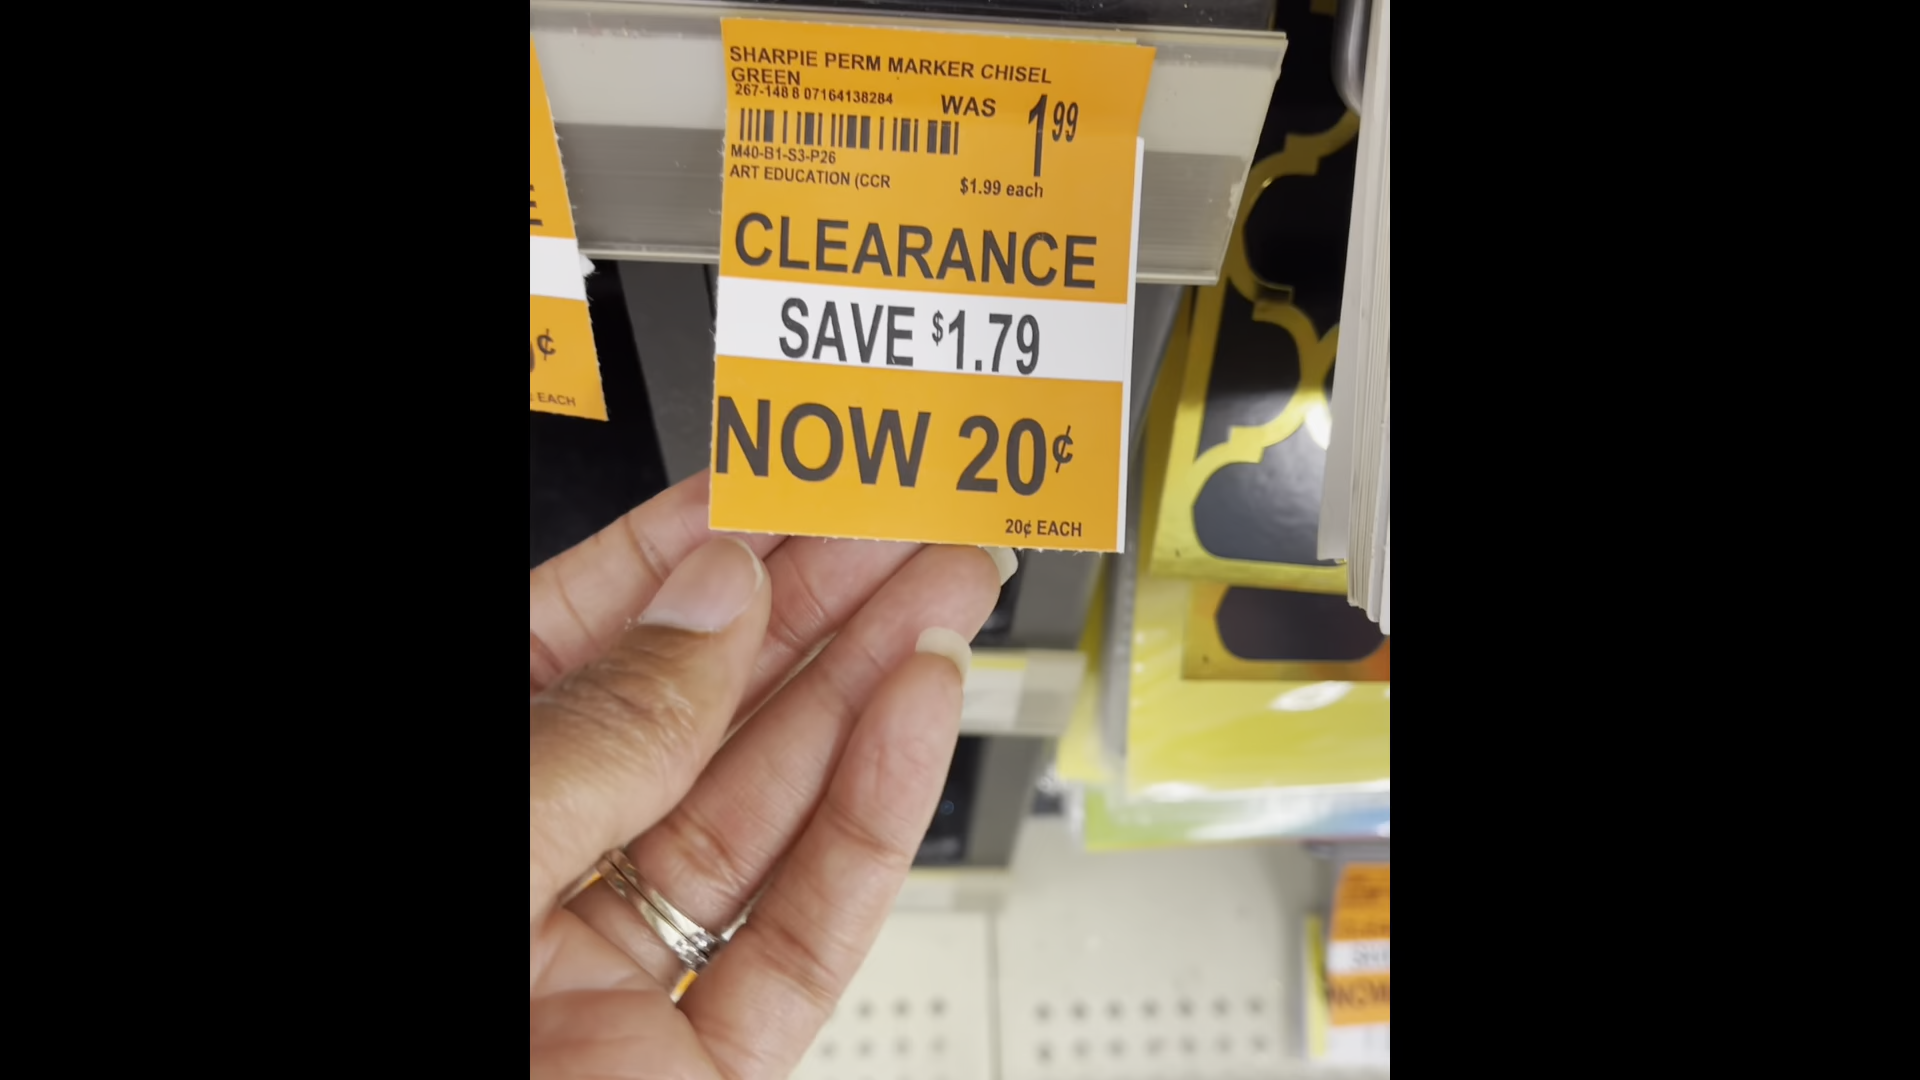 SHARPIE PERM MARKER CHISEL
GREEN
267-148 8 07164138284
WAS 1 99
M40-B1-S3-P26
ART EDUCATION (CCR
$1.99 each
CLEARANCE
SAVE $1.79
NOW 20¢
20¢ EACH
¢
EACH